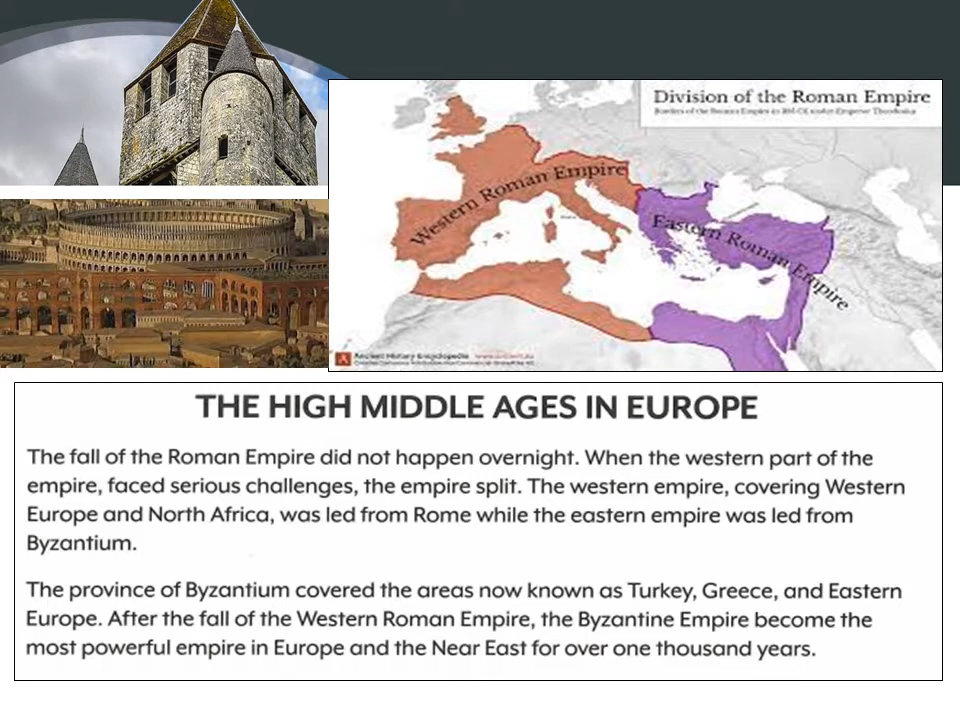 Division of the Roman Empire
Western Roman Empire
Eastern Roman Empire
Ancient History Encyclopedia
THE HIGH MIDDLE AGES IN EUROPE
The fall of the Roman Empire did not happen overnight. When the western part of the
empire, faced serious challenges, the empire split. The western empire, covering Western
Europe and North Africa, was led from Rome while the eastern empire was led from
Byzantium.
The province of Byzantium covered the areas now known as Turkey, Greece, and Eastern
Europe. After the fall of the Western Roman Empire, the Byzantine Empire become the
most powerful empire in Europe and the Near East for over one thousand years.